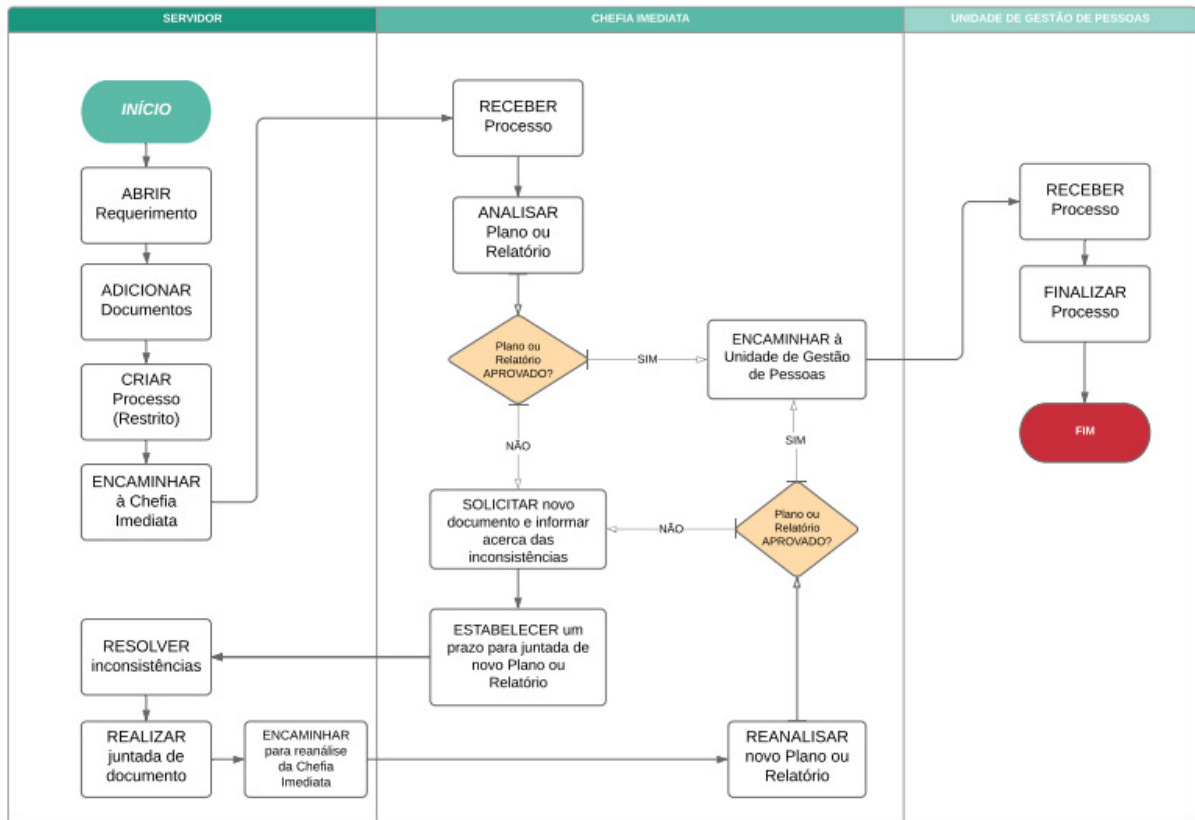 SERVIDOR
CHEFIA IMEDIATA
UNIDADE DE GESTÃO DE PESSOAS
INÍCIO
ABRIR
Requerimento
ADICIONAR
Documentos
CRIAR
Processo
(Restrito)
ENCAMINHAR
à Chefia
Imediata
RECEBER
Processo
ANALISAR
Plano ou
Relatório
Plano ou
Relatório
APROVADO?
SIM
NÃO
ENCAMINHAR à
Unidade de Gestão
de Pessoas
SOLICITAR novo
documento e informar
acerca das
inconsistências
ESTABELECER um
prazo para juntada de
novo Plano ou
Relatório
RESOLVER
inconsistências
REALIZAR
juntada de
documento
ENCAMINHAR
para reanálise
da Chefia
Imediata
REANALISAR
novo Plano ou
Relatório
Plano ou
Relatório
APROVADO?
NÃO
SIM
RECEBER
Processo
FINALIZAR
Processo
FIM